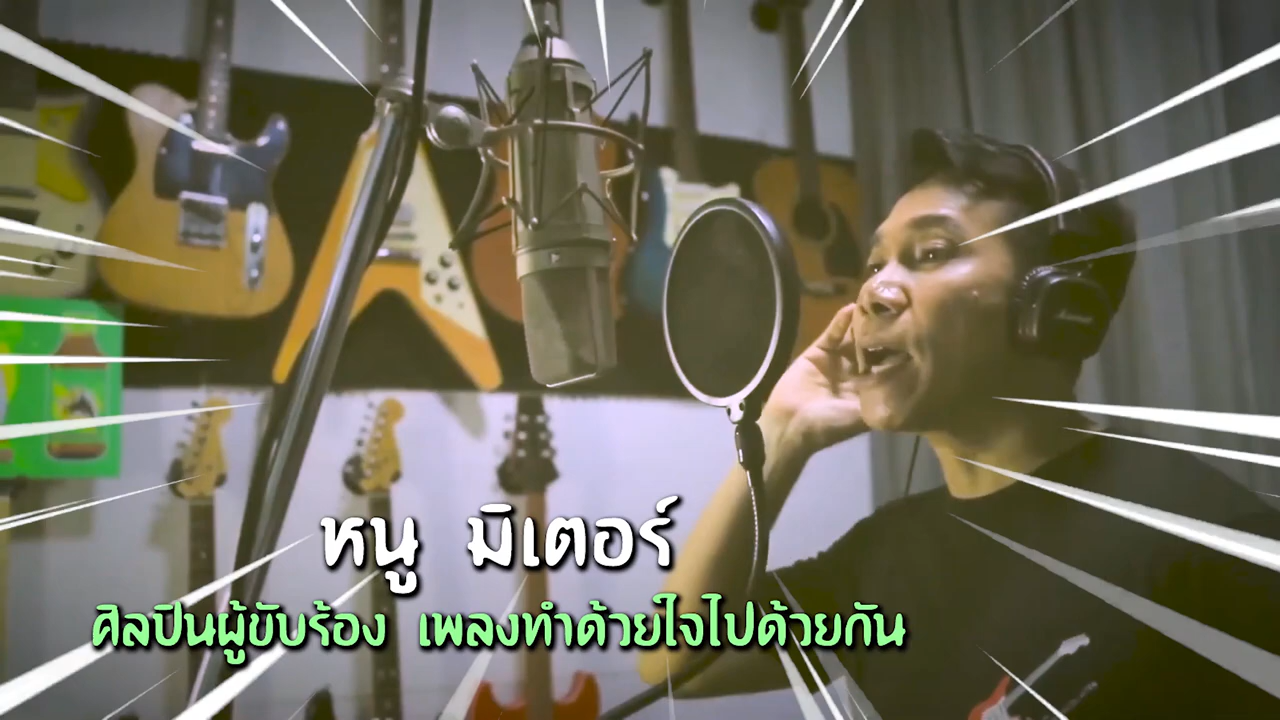 หนู มิเตอร์
ศิลปินผู้ขับร้อง เพลงทำด้วยใจไปด้วยกัน